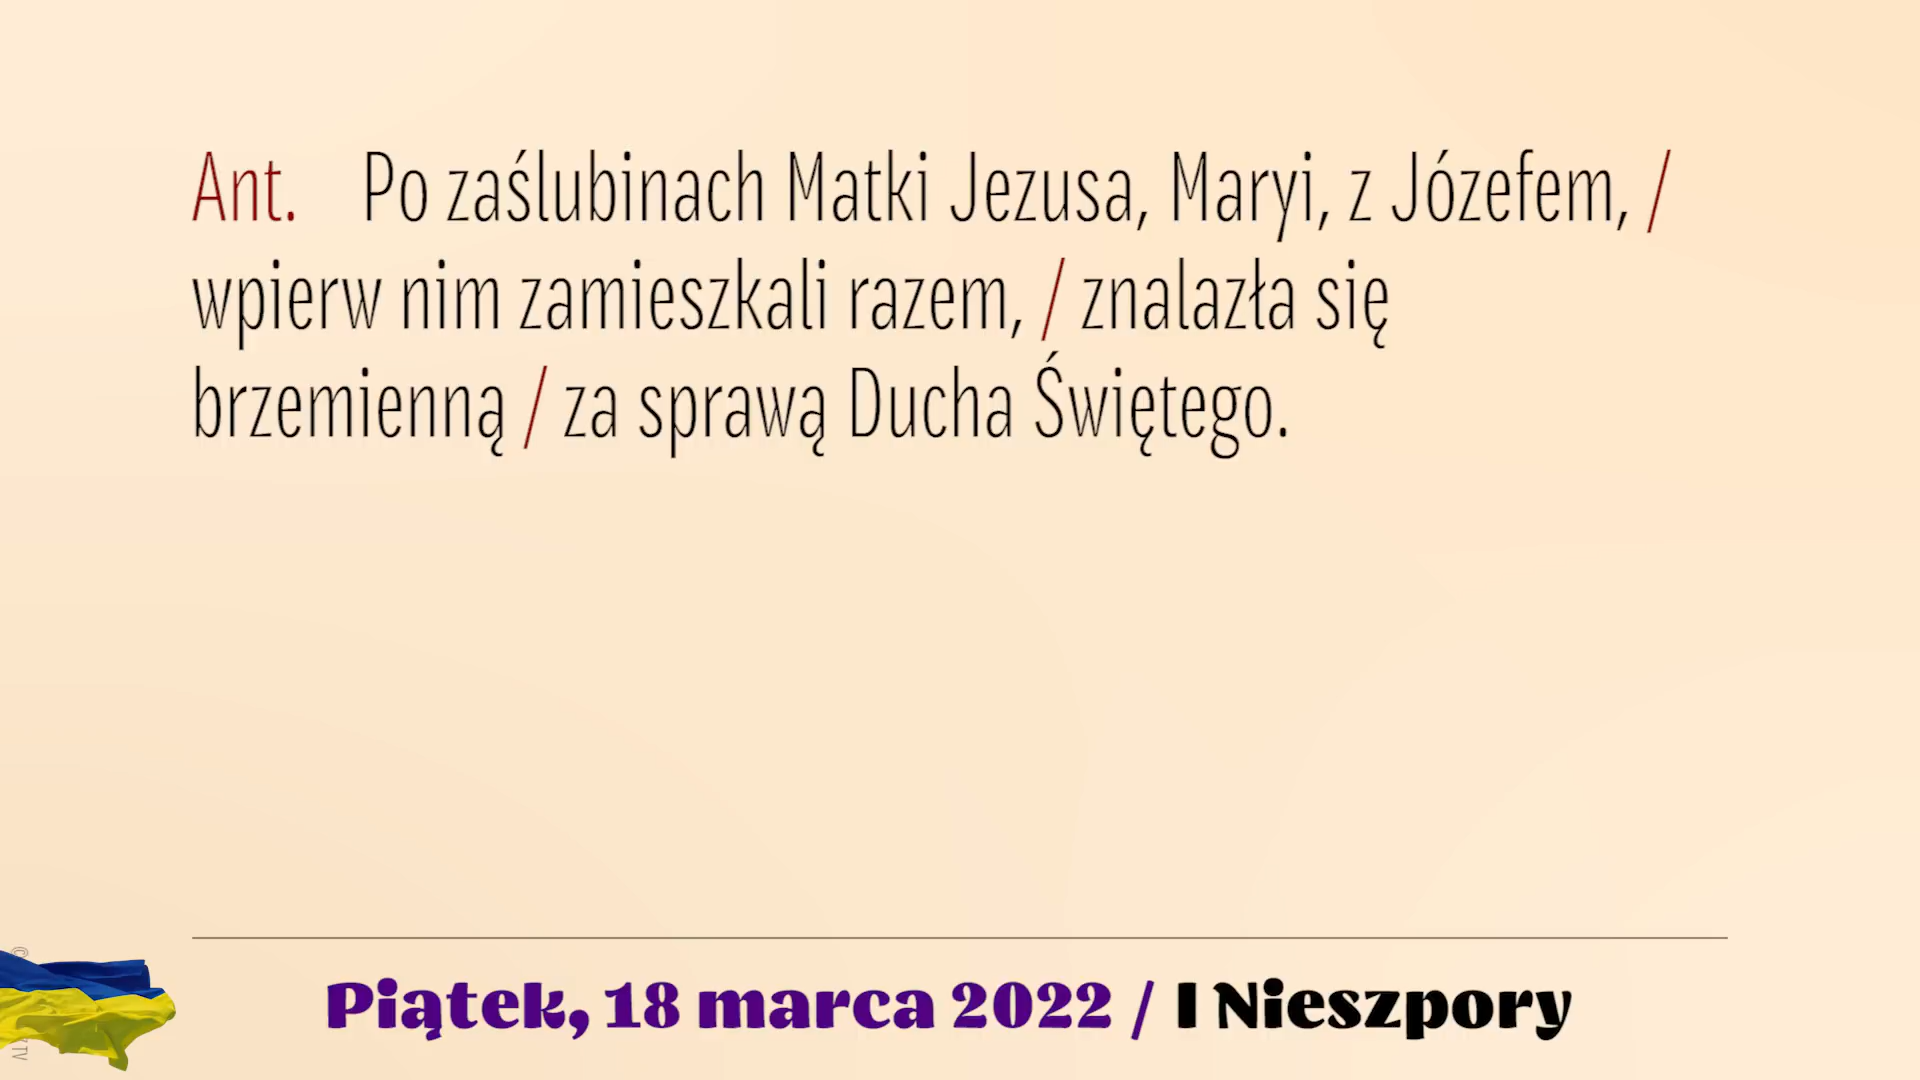 Ant. Po zaślubinach Matki Jezusa, Maryi, z Józefem, /
wpierw nim zamieszkali razem, / znalazła się
brzemienną / za sprawą Ducha Świętego.
Piątek, 18 marca 2022 / I Nieszpory